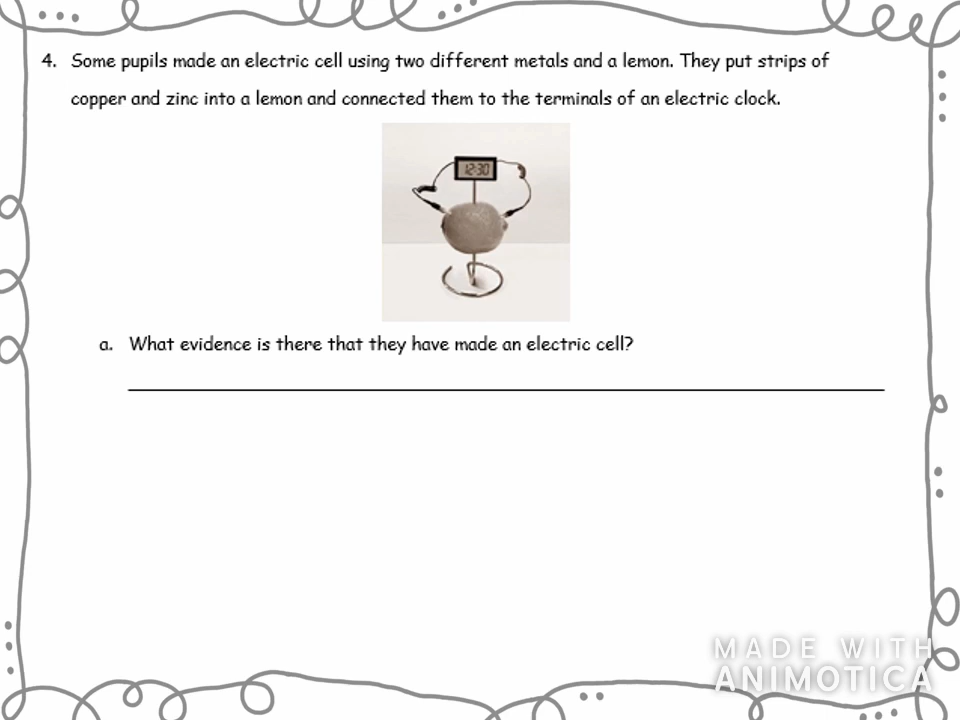 4. Some pupils made an electric cell using two different metals and a lemon. They put strips of
copper and zinc into a lemon and connected them to the terminals of an electric clock.
12:30
a. What evidence is there that they have made an electric cell?
MADE WITH
ANIMOTICA